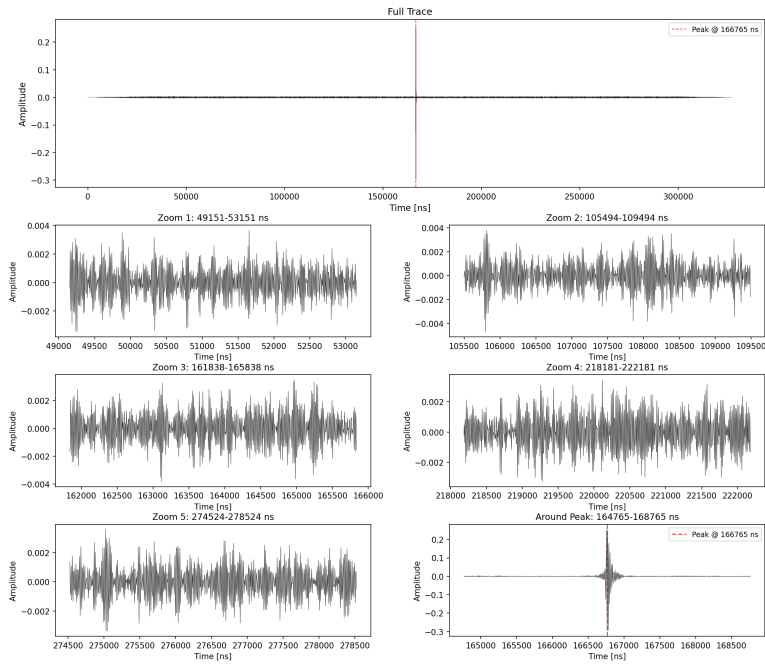 Full Trace
Peak @ 166765 ns
Amplitude
0.2
0.1
0.0
−0.1
−0.2
−0.3
0 50000 100000 150000 200000 250000 300000
Time [ns]
Zoom 1: 49151-53151 ns
Amplitude
0.004
0.002
0.000
−0.002
49000 49500 50000 50500 51000 51500 52000 52500 53000
Time [ns]
Zoom 2: 105494-109494 ns
Amplitude
0.004
0.002
0.000
−0.002
−0.004
105500 106000 106500 107000 107500 108000 108500 109000 109500
Time [ns]
Zoom 3: 161838-165838 ns
Amplitude
0.002
0.000
−0.002
−0.004
162000 162500 163000 163500 164000 164500 165000 165500 166000
Time [ns]
Zoom 4: 218181-222181 ns
Amplitude
0.002
0.000
−0.002
218000 218500 219000 219500 220000 220500 221000 221500 222000
Time [ns]
Zoom 5: 274524-278524 ns
Amplitude
0.002
0.000
−0.002
274500 275000 275500 276000 276500 277000 277500 278000 278500
Time [ns]
Around Peak: 164765-168765 ns
Peak @ 166765 ns
Amplitude
0.2
0.1
0.0
−0.1
−0.2
−0.3
165000 165500 166000 166500 167000 167500 168000 168500
Time [ns]